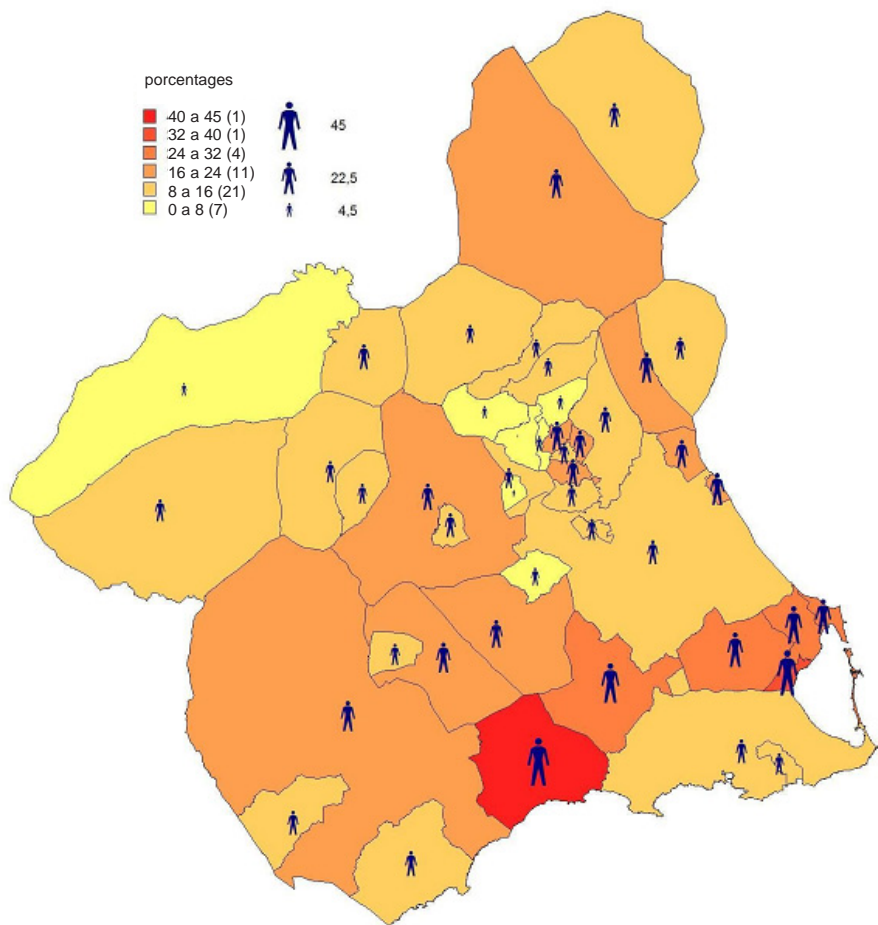 porcentages
40 a 45 (1)
32 a 40 (1)
24 a 32 (4)
16 a 24 (11)
8 a 16 (21)
0 a 8 (7)
45
22,5
4,5